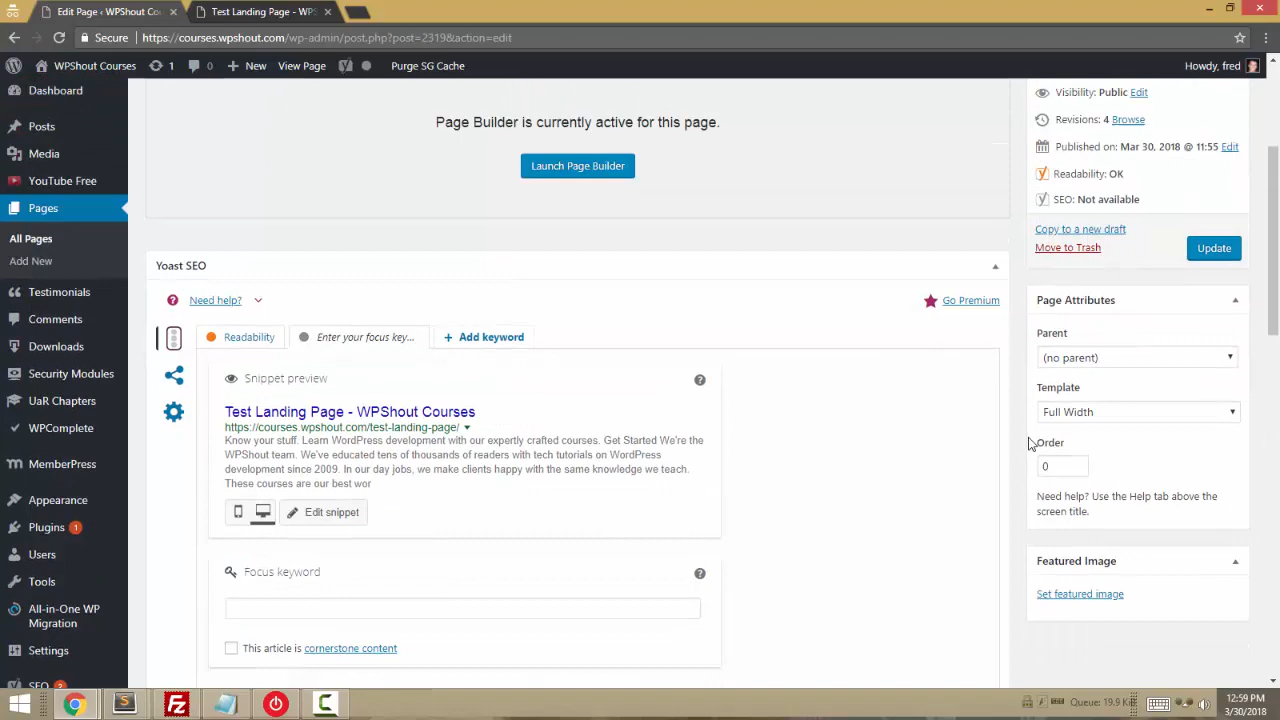 Edit Page ‹ WPShout Co
Test Landing Page - WPS
Secure
https://courses.wpshout.com/wp-admin/post.php?post=2319&action=edit
WPShout Courses
1
0
New
View Page
Purge SG Cache
Howdy, fred
Dashboard
Posts
Media
YouTube Free
Pages
All Pages
Add New
Testimonials
Comments
Downloads
Security Modules
UaR Chapters
WPComplete
MemberPress
Appearance
Plugins 1
Users
Tools
All-in-One WP
Migration
Settings
SEO
Page Builder is currently active for this page.
Launch Page Builder
Yoast SEO
Need help?
Go Premium
Readability
Enter your focus key...
Add keyword
Snippet preview
Test Landing Page - WPShout Courses
https://courses.wpshout.com/test-landing-page/
Know your stuff. Learn WordPress development with our expertly crafted courses. Get Started We're the
WPShout team. We've educated tens of thousands of readers with tech tutorials on WordPress
development since 2009. In our day jobs, we make clients happy with the same knowledge we teach.
These courses are our best wor
Edit snippet
Focus keyword
This article is cornerstone content
Visibility: Public Edit
Revisions: 4 Browse
Published on: Mar 30, 2018 @ 11:55 Edit
Readability: OK
SEO: Not available
Copy to a new draft
Move to Trash
Update
Page Attributes
Parent
(no parent)
Template
Full Width
Order
0
Need help? Use the Help tab above the
screen title.
Featured Image
Set featured image
Queue: 19.9 K
12:59 PM
3/30/2018